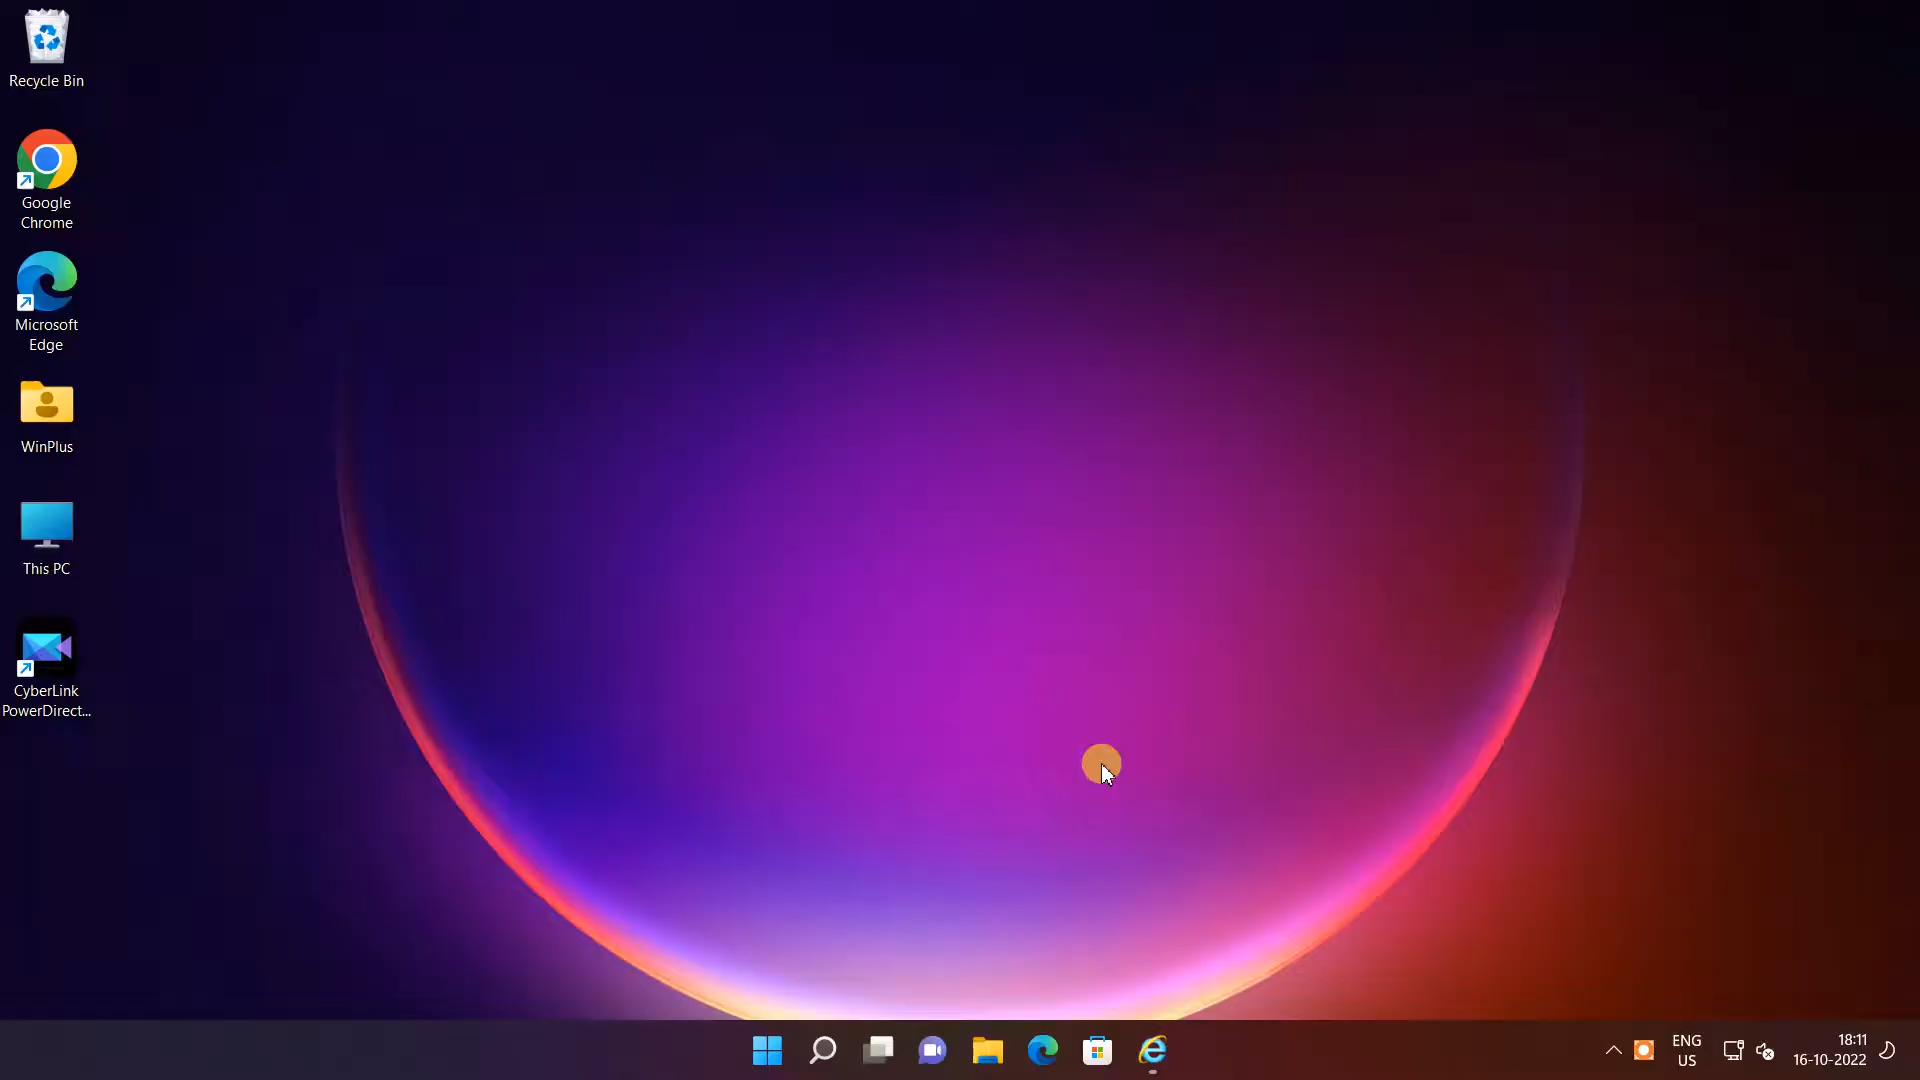 Recycle Bin
Google
Chrome
Microsoft
Edge
WinPlus
This PC
CyberLink
PowerDirect...
ENG
US
18:11
16-10-2022